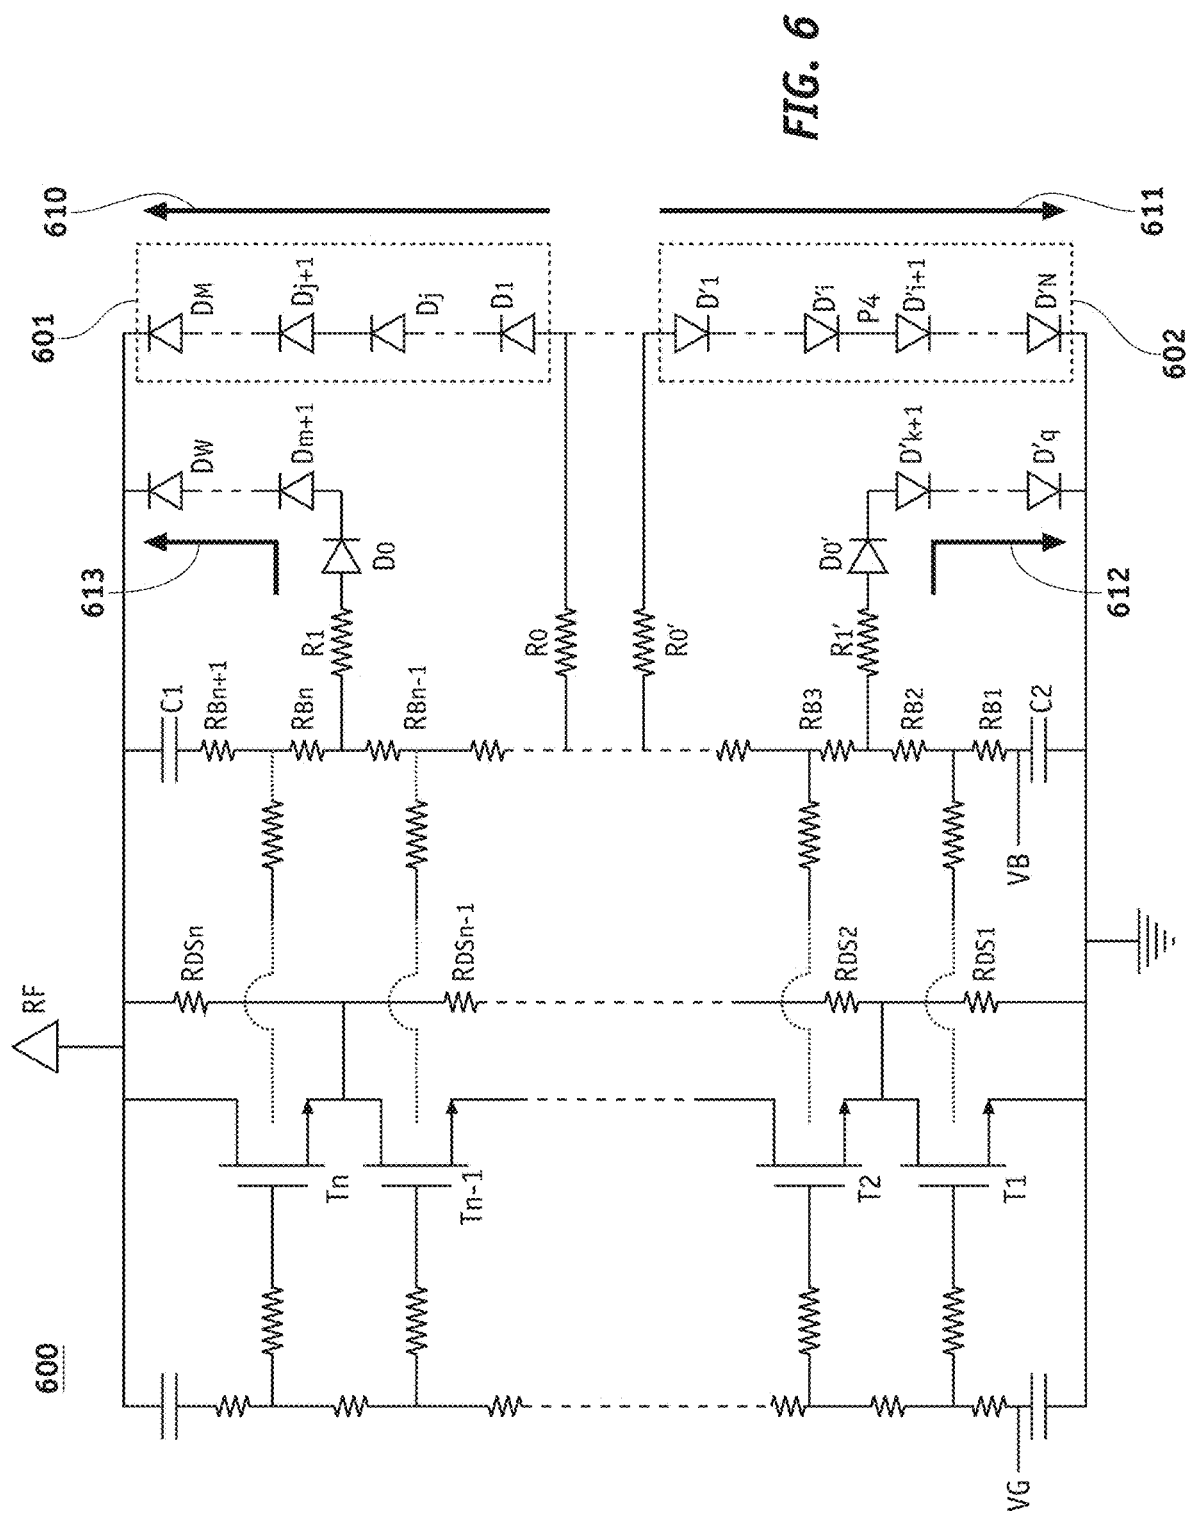 FIG. 6
610
611
601
602
DM
Dj+1
Dj
D1
D'1
D'i
P4
D'i+1
D'N
DW
Dm+1
D0
D0'
D'k+1
D'q
613
612
R1
R0
R0'
R1'
C1
RBn+1
RBn
RBn-1
RB3
RB2
RB1
C2
VB
RF
RDSn
RDSn-1
RDS2
RDS1
Tn
Tn-1
T2
T1
600
VG